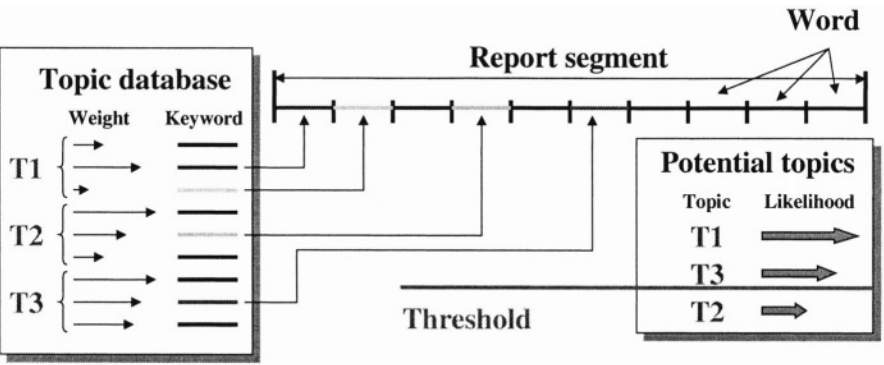 Word
Report segment
Topic database
Weight Keyword
T1
T2
T3
Potential topics
Topic Likelihood
T1
T3
T2
Threshold